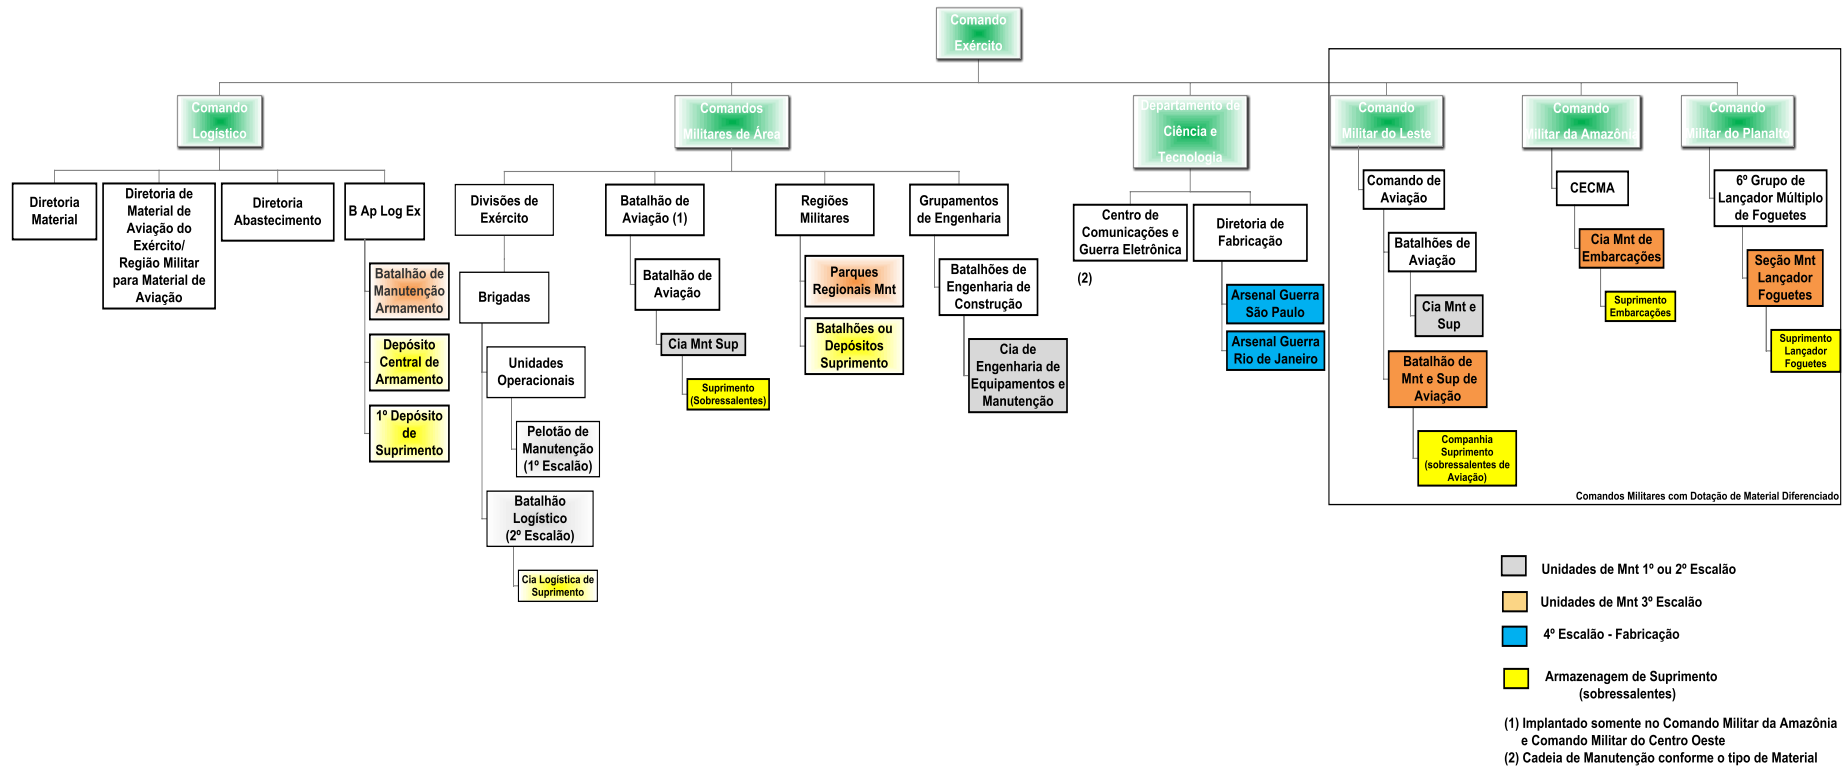 Comando
Exército
Comando
Logístico
Comandos
Militares de Área
Departamento de
Ciência e
Tecnologia
Comando
Militar do Leste
Comando
Militar da Amazônia
Comando
Militar do Planalto
Diretoria
Material
Diretoria de
Material de
Aviação do
Exército/
Região Militar
para Material de
Aviação
Diretoria
Abastecimento
B Ap Log Ex
Batalhão de
Manutenção
Armamento
Depósito
Central de
Armamento
1º Depósito
de
Suprimento
Divisões de
Exército
Brigadas
Unidades
Operacionais
Pelotão de
Manutenção
(1º Escalão)
Batalhão
Logístico
(2º Escalão)
Cia Logística de
Suprimento
Batalhão de
Aviação (1)
Batalhão de
Aviação
Cia Mnt Sup
Suprimento
(Sobressalentes)
Regiões
Militares
Parques
Regionais Mnt
Batalhões ou
Depósitos
Suprimento
Grupamentos
de Engenharia
Batalhões de
Engenharia de
Construção
Cia de
Engenharia de
Equipamentos e
Manutenção
Centro de
Comunicações e
Guerra Eletrônica
(2)
Diretoria de
Fabricação
Arsenal Guerra
São Paulo
Arsenal Guerra
Rio de Janeiro
Comando de
Aviação
Batalhões de
Aviação
Cia Mnt e
Sup
Batalhão de
Mnt e Sup de
Aviação
Companhia
Suprimento
(sobressalentes de
Aviação)
CECMA
Cia Mnt de
Embarcações
Suprimento
Embarcações
6º Grupo de
Lançador Múltiplo
de Foguetes
Seção Mnt
Lançador
Foguetes
Suprimento
Lançador
Foguetes
Comandos Militares com Dotação de Material Diferenciado
Unidades de Mnt 1º ou 2º Escalão
Unidades de Mnt 3º Escalão
4º Escalão - Fabricação
Armazenagem de Suprimento
(sobressalentes)
(1) Implantado somente no Comando Militar da Amazônia
e Comando Militar do Centro Oeste
(2) Cadeia de Manutenção conforme o tipo de Material